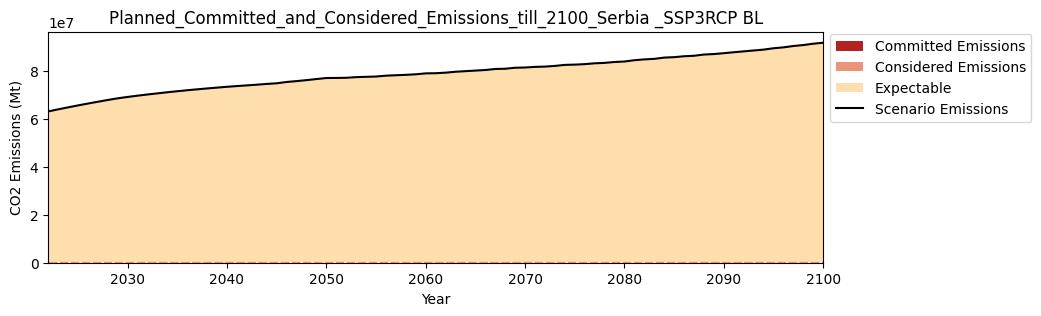 Planned_Committed_and_Considered_Emissions_till_2100_Serbia _SSP3RCP BL
1e7
8
6
4
2
0
CO2 Emissions (Mt)
2030 2040 2050 2060 2070 2080 2090 2100
Year
Committed Emissions
Considered Emissions
Expectable
Scenario Emissions